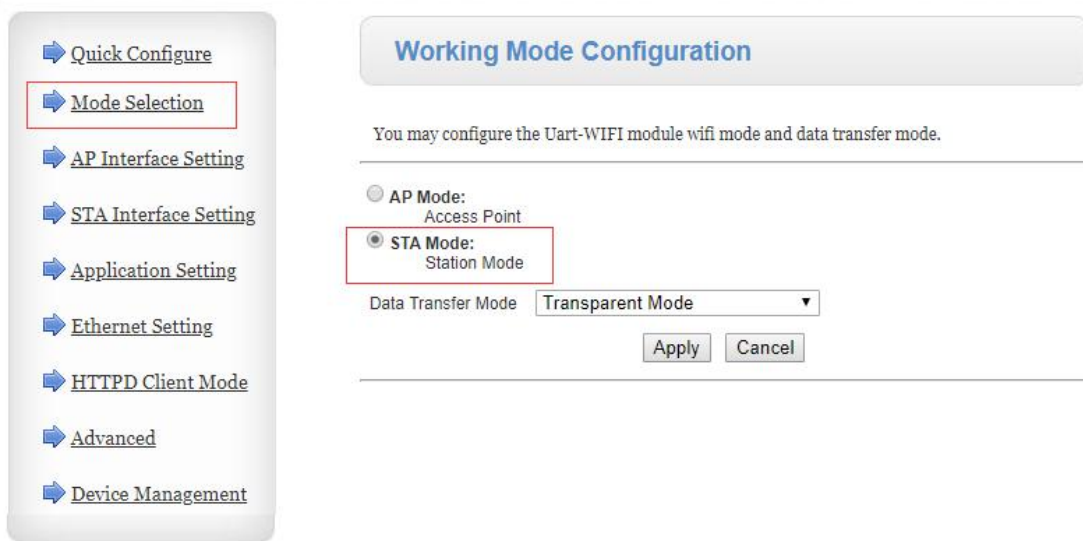 Quick Configure
Mode Selection
AP Interface Setting
STA Interface Setting
Application Setting
Ethernet Setting
HTTPD Client Mode
Advanced
Device Management
Working Mode Configuration
You may configure the Uart-WIFI module wifi mode and data transfer mode.
AP Mode:
Access Point
STA Mode:
Station Mode
Data Transfer Mode Transparent Mode
Apply Cancel